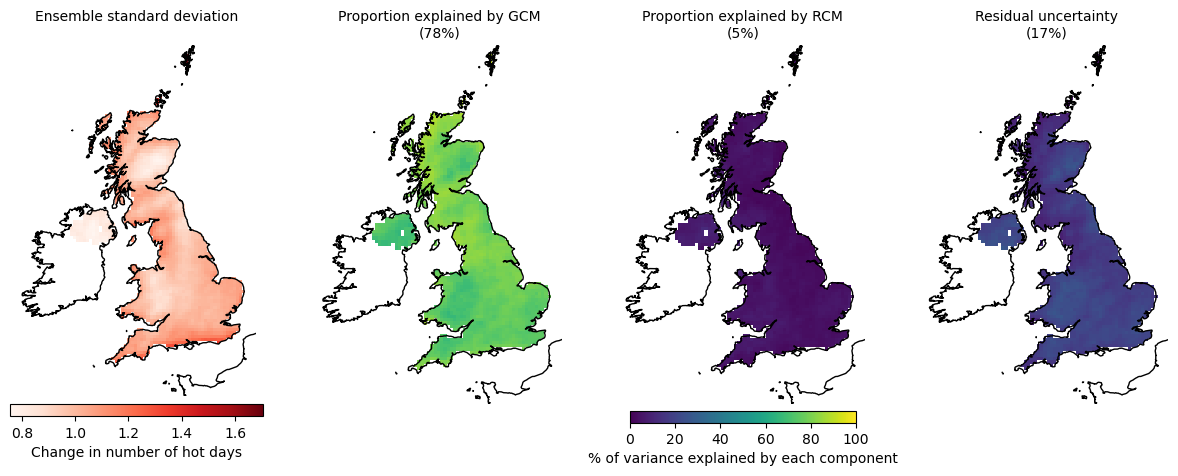 Ensemble standard deviation
Proportion explained by GCM
(78%)
Proportion explained by RCM
(5%)
Residual uncertainty
(17%)
0.8 1.0 1.2 1.4 1.6
Change in number of hot days
0 20 40 60 80 100
% of variance explained by each component